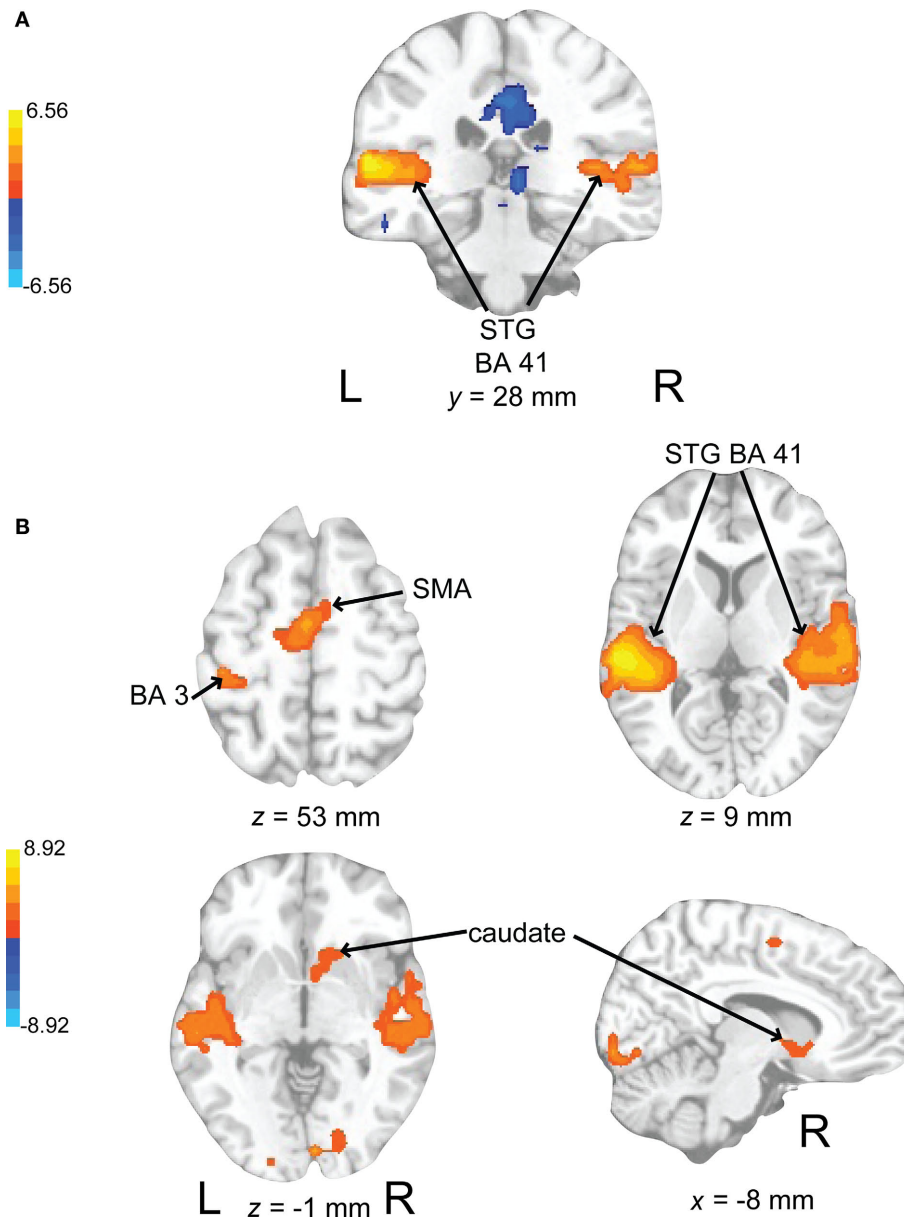 A
6.56
-6.56
STG
BA 41
L
R
y = 28 mm
STG BA 41
B
SMA
BA 3
z = 53 mm
z = 9 mm
8.92
-8.92
caudate
R
L
z = -1 mm
R
x = -8 mm